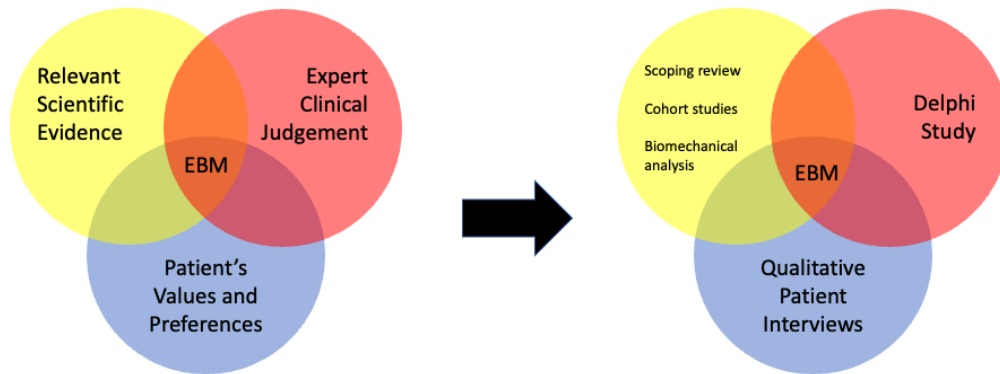 Relevant
Scientific
Evidence
Expert
Clinical
Judgement
EBM
Patient's
Values and
Preferences
Scoping review
Cohort studies
Biomechanical
analysis
Delphi
Study
EBM
Qualitative
Patient
Interviews